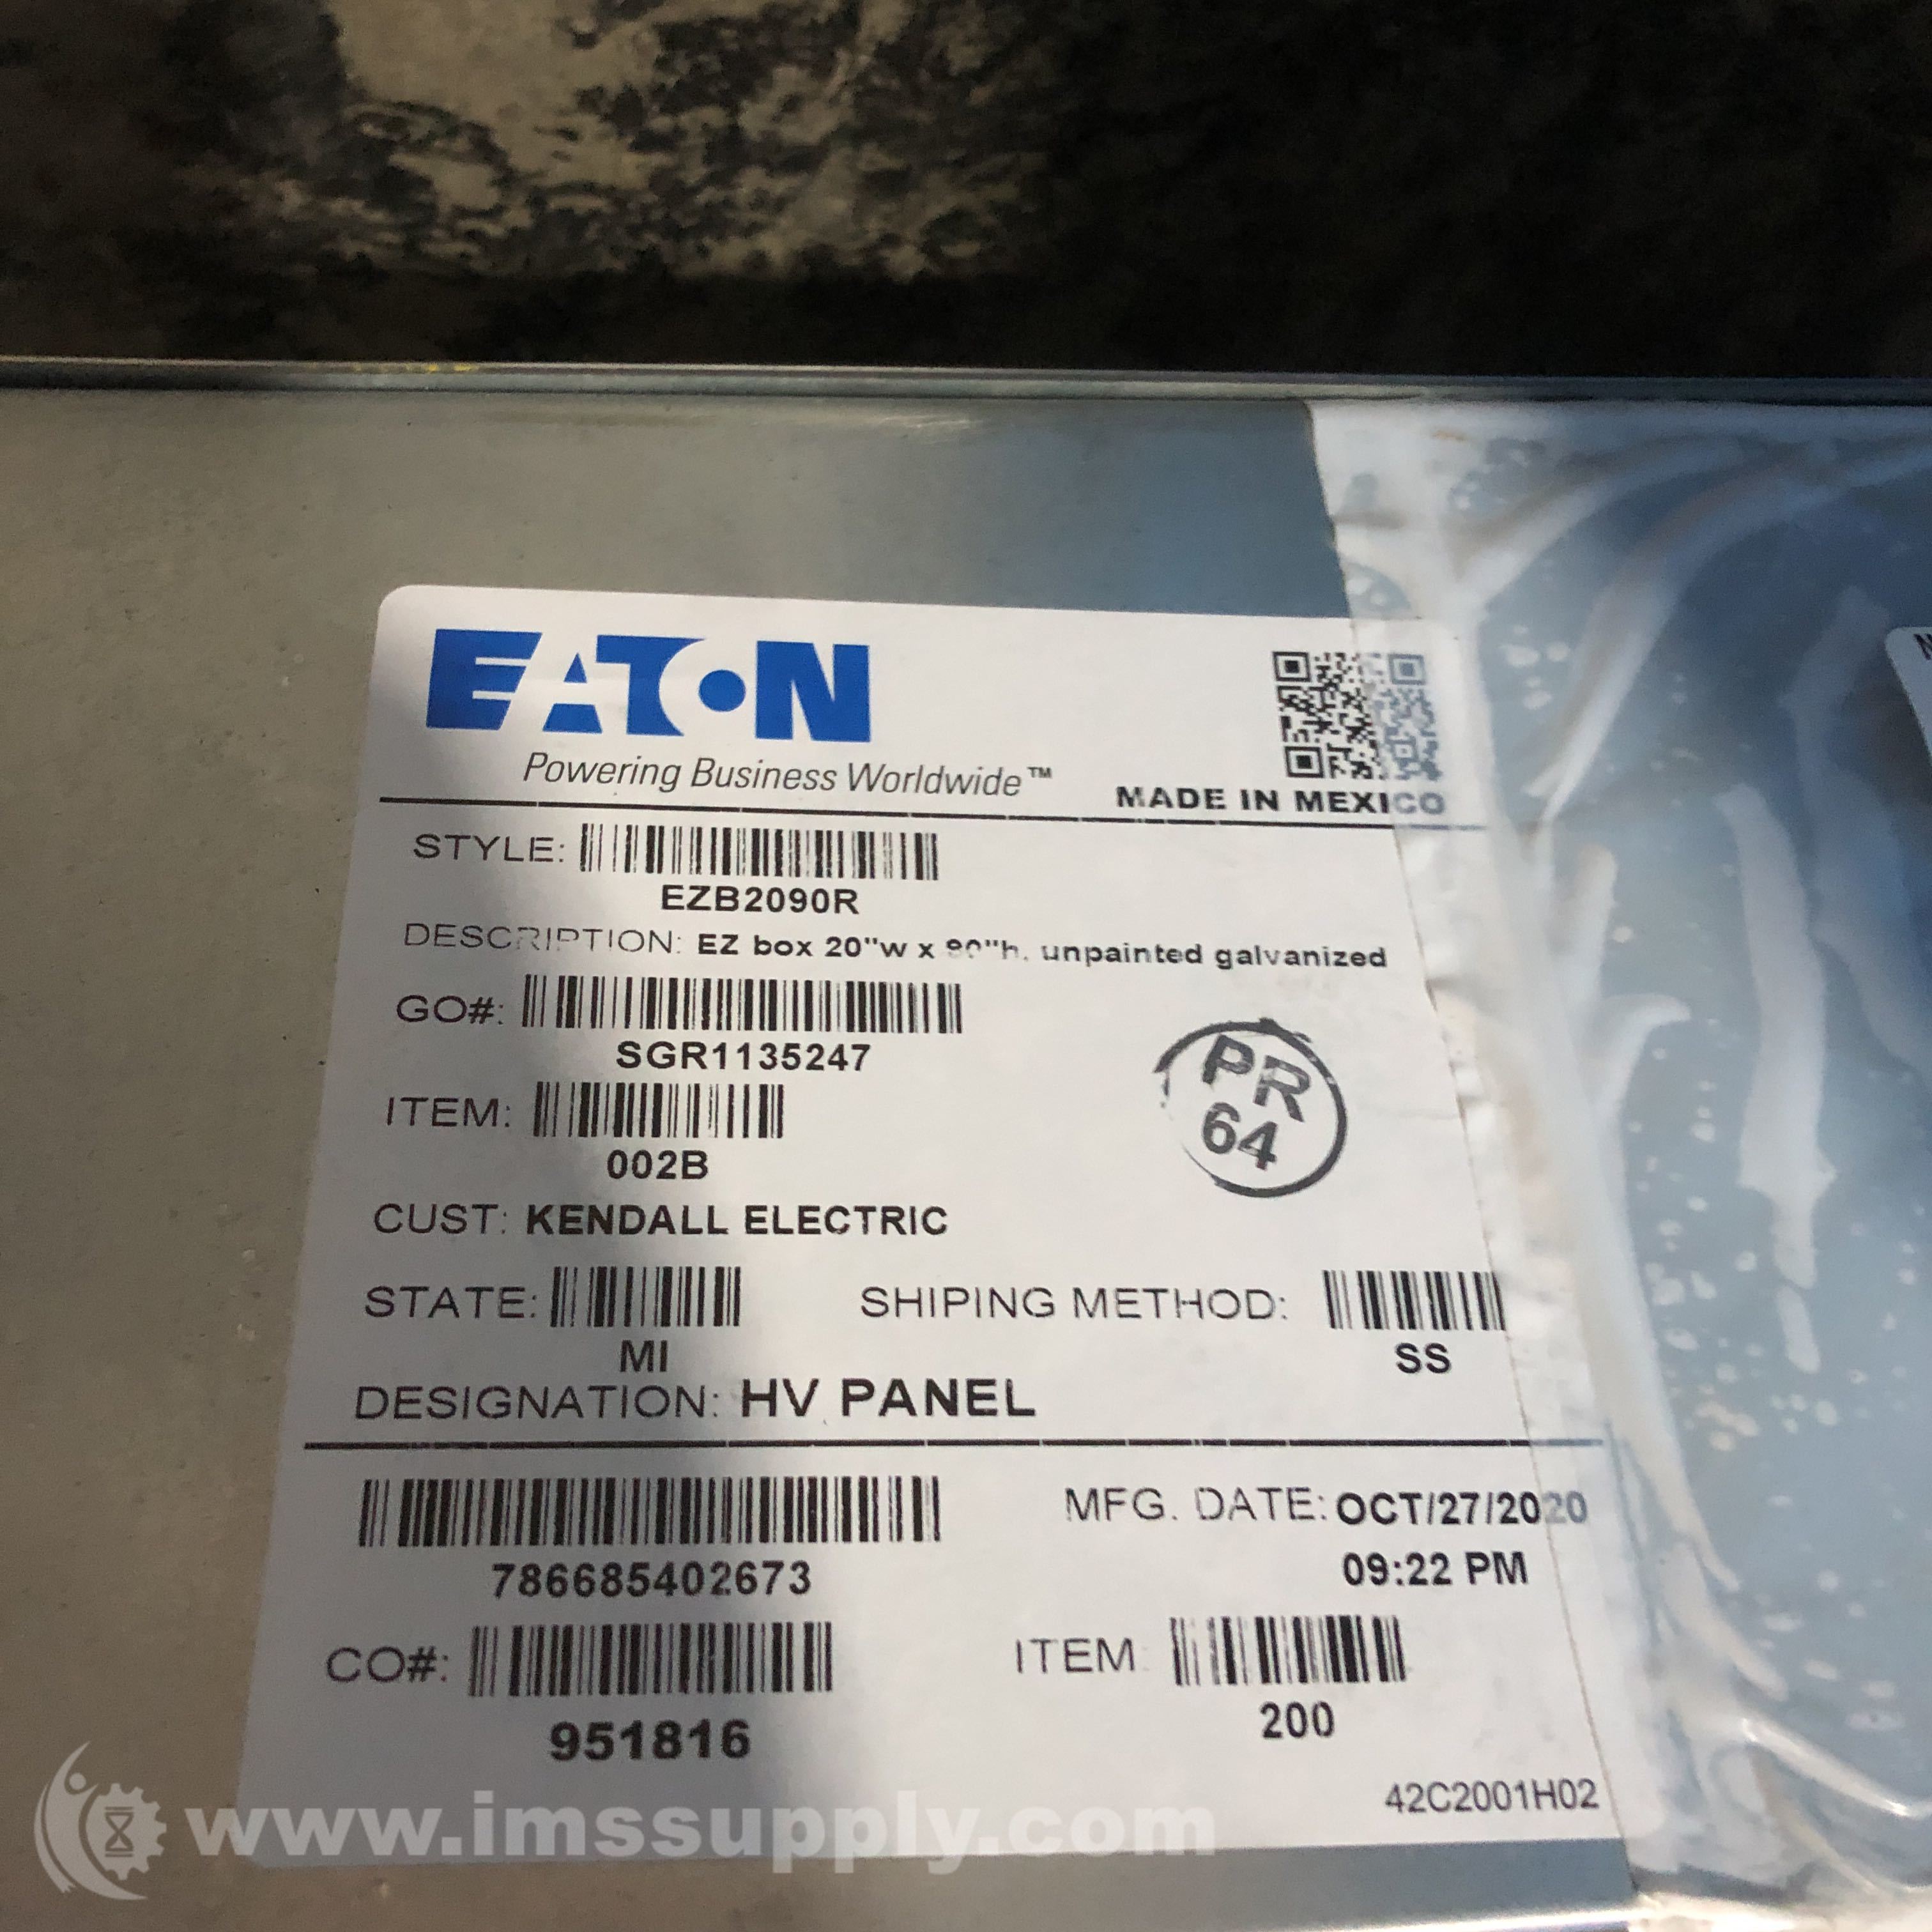 EATON
Powering Business Worldwide™
MADE IN MEXICO
STYLE:
EZB2090R
DESCRIPTION: EZ box 20"w x 90"h, unpainted galvanized
GO#:
SGR1135247
ITEM:
002B
PR
64
CUST: KENDALL ELECTRIC
STATE:
MI
SHIPING METHOD:
SS
DESIGNATION: HV PANEL
786685402673
MFG. DATE: OCT/27/2020
09:22 PM
CO#:
951816
ITEM:
200
42C2001H02
www.imssupply.com